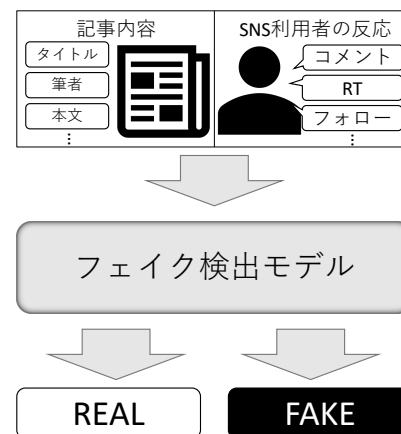 記事内容
タイトル
筆者
本文
⋮
SNS利用者の反応
コメント
RT
フォロー
⋮
フェイク検出モデル
REAL
FAKE